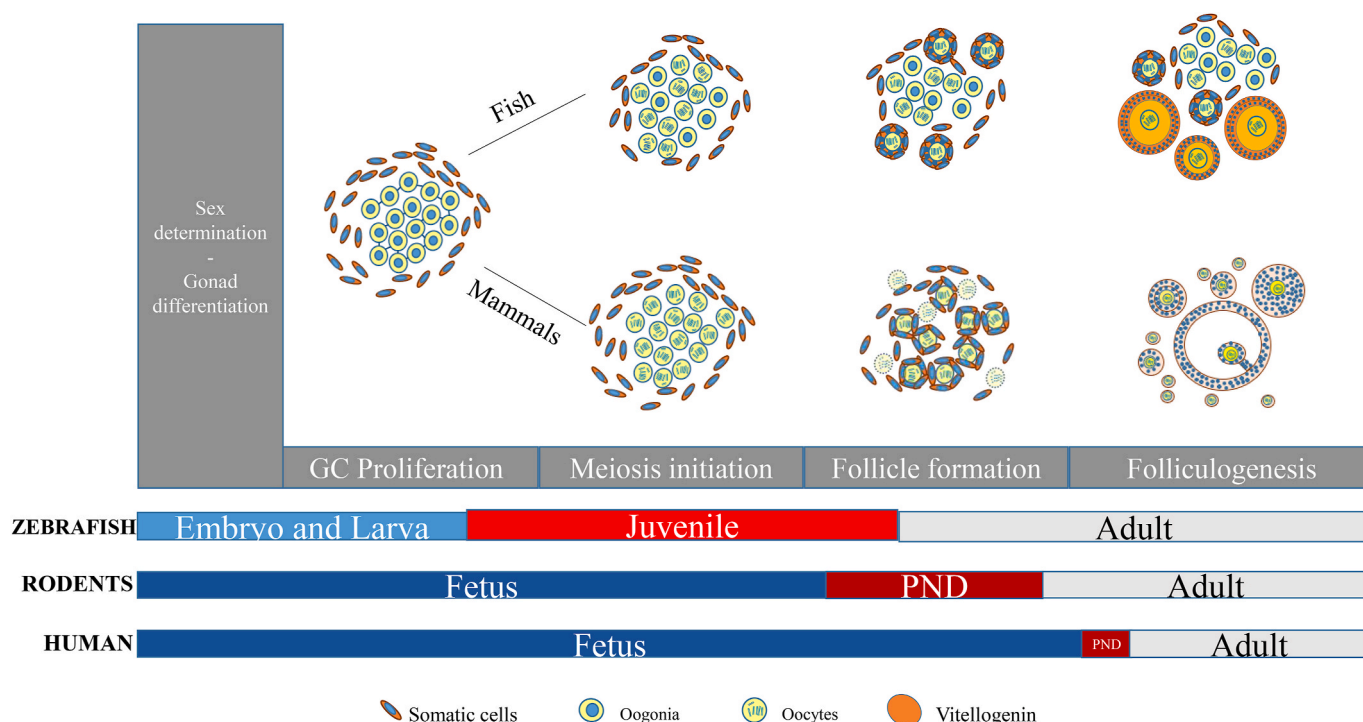 Fish
Sex
determination
-
Gonad
differentiation
Mammals
GC Proliferation
Meiosis initiation
Follicle formation
Folliculogenesis
ZEBRAFISH
Embryo and Larva
Juvenile
Adult
RODENTS
Fetus
PND
Adult
HUMAN
Fetus
PND
Adult
Somatic cells
Oogonia
Oocytes
Vitellogenin